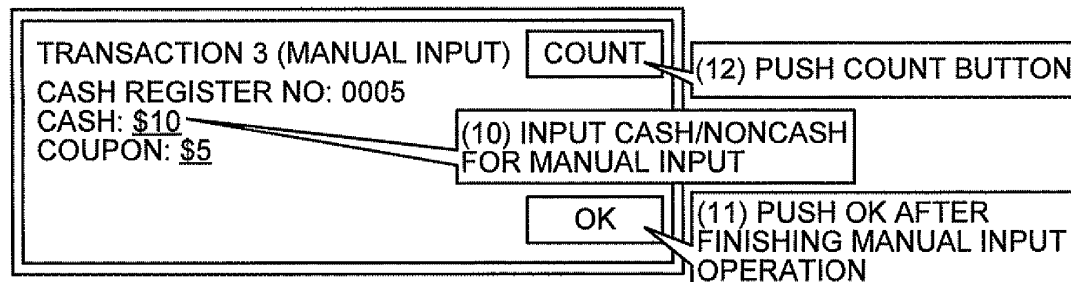 TRANSACTION 3 (MANUAL INPUT)
COUNT
(12) PUSH COUNT BUTTON
CASH REGISTER NO: 0005
CASH: $10
COUPON: $5
(10) INPUT CASH/NONCASH
FOR MANUAL INPUT
OK
(11) PUSH OK AFTER
FINISHING MANUAL INPUT
OPERATION